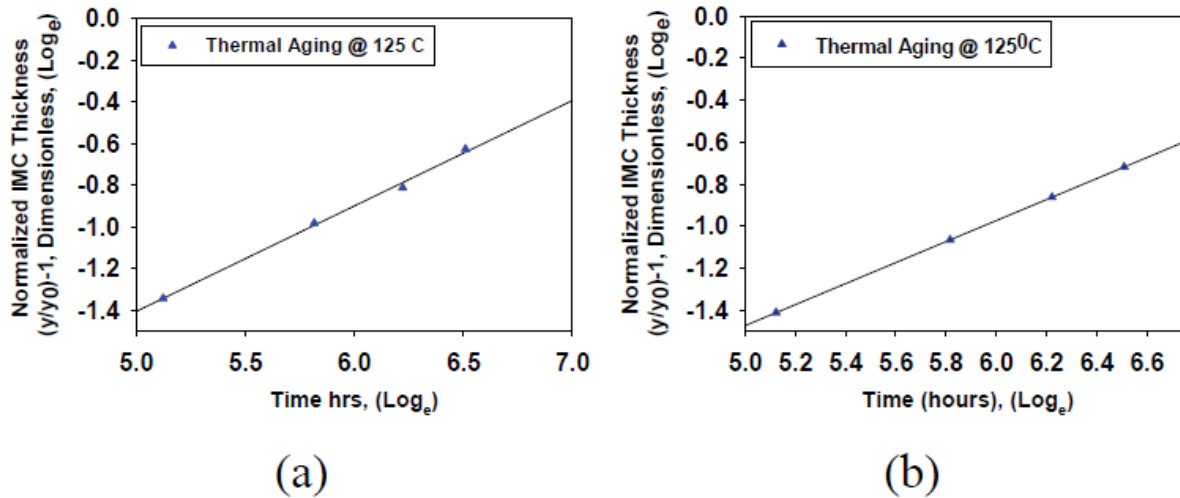 Normalized IMC Thickness
(y/y0)-1, Dimensionless, (Loge)
0.0
-0.2
-0.4
-0.6
-0.8
-1.0
-1.2
-1.4
Thermal Aging @ 125 C
5.0 5.5 6.0 6.5 7.0
Time hrs, (Loge)
(a)
Normalized IMC Thickness
(y/y0)-1, Dimensionless, (Loge)
0.0
-0.2
-0.4
-0.6
-0.8
-1.0
-1.2
-1.4
Thermal Aging @ 125⁰C
5.0 5.2 5.4 5.6 5.8 6.0 6.2 6.4 6.6
Time (hours), (Loge)
(b)